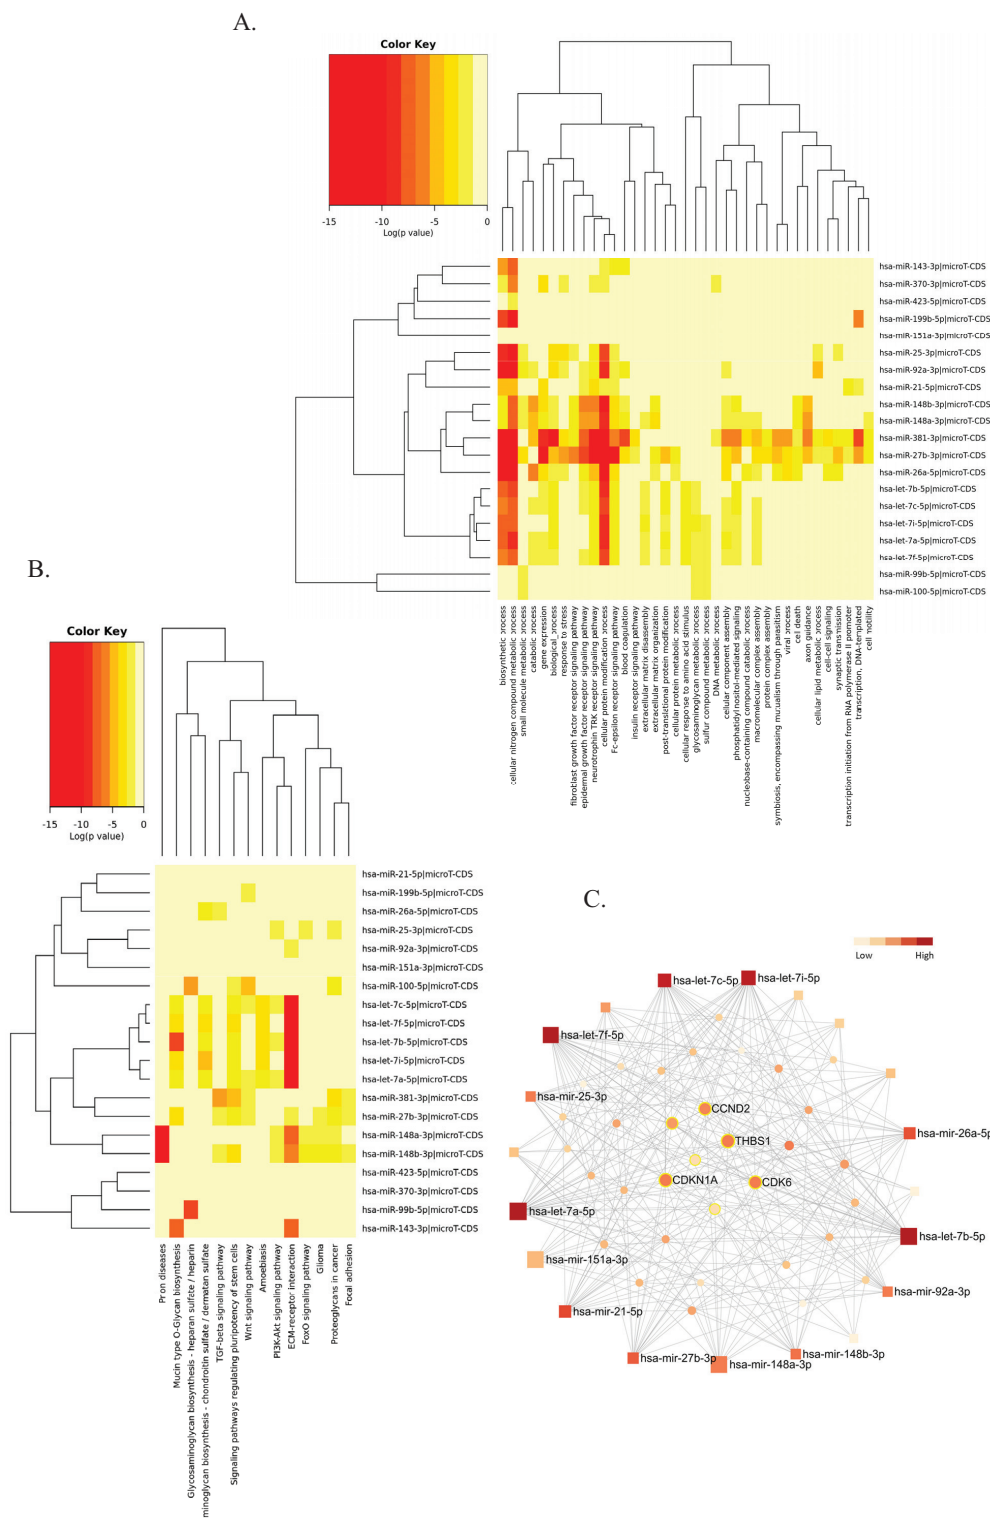 A.
Color Key
-15 -10 -5 0
Log(p value)
hsa-miR-143-3p|microT-CDS
hsa-miR-370-3p|microT-CDS
hsa-miR-423-5p|microT-CDS
hsa-miR-199b-5p|microT-CDS
hsa-miR-151a-3p|microT-CDS
hsa-miR-25-3p|microT-CDS
hsa-miR-92a-3p|microT-CDS
hsa-miR-21-5p|microT-CDS
hsa-miR-148b-3p|microT-CDS
hsa-miR-148a-3p|microT-CDS
hsa-miR-381-3p|microT-CDS
hsa-miR-27b-3p|microT-CDS
hsa-miR-26a-5p|microT-CDS
hsa-let-7b-5p|microT-CDS
hsa-let-7c-5p|microT-CDS
hsa-let-7i-5p|microT-CDS
hsa-let-7a-5p|microT-CDS
hsa-let-7f-5p|microT-CDS
hsa-miR-99b-5p|microT-CDS
hsa-miR-100-5p|microT-CDS
biosynthetic process
cellular nitrogen compound metabolic process
small molecule metabolic process
catabolic process
gene expression
biological_process
response to stress
fibroblast growth factor receptor signaling pathway
epidermal growth factor receptor signaling pathway
neurotrophin TRK receptor signaling pathway
cellular protein modification process
Fc-epsilon receptor signaling pathway
blood coagulation
insulin receptor signaling pathway
extracellular matrix disassembly
extracellular matrix organization
post-translational protein modification
cellular protein metabolic process
cellular response to amino acid stimulus
glycosaminoglycan metabolic process
sulfur compound metabolic process
DNA metabolic process
cellular component assembly
phosphatidylinositol-mediated signaling
nucleobase-containing compound catabolic process
macromolecular complex assembly
protein complex assembly
symbiosis, encompassing mutualism through parasitism
viral process
cell death
axon guidance
cellular lipid metabolic process
cell-cell signaling
synaptic transmission
transcription initiation from RNA polymerase II promoter
transcription, DNA-templated
cell motility
B.
Color Key
-15 -10 -5 0
Log(p value)
hsa-miR-21-5p|microT-CDS
hsa-miR-199b-5p|microT-CDS
hsa-miR-26a-5p|microT-CDS
hsa-miR-25-3p|microT-CDS
hsa-miR-92a-3p|microT-CDS
hsa-miR-151a-3p|microT-CDS
hsa-miR-100-5p|microT-CDS
hsa-let-7c-5p|microT-CDS
hsa-let-7f-5p|microT-CDS
hsa-let-7b-5p|microT-CDS
hsa-let-7i-5p|microT-CDS
hsa-let-7a-5p|microT-CDS
hsa-miR-381-3p|microT-CDS
hsa-miR-27b-3p|microT-CDS
hsa-miR-148a-3p|microT-CDS
hsa-miR-148b-3p|microT-CDS
hsa-miR-423-5p|microT-CDS
hsa-miR-370-3p|microT-CDS
hsa-miR-99b-5p|microT-CDS
hsa-miR-143-3p|microT-CDS
Prion diseases
Mucin type O-Glycan biosynthesis
Glycosaminoglycan biosynthesis - heparan sulfate / heparin
minoglycan biosynthesis - chondroitin sulfate / dermatan sulfate
TGF-beta signaling pathway
Signaling pathways regulating pluripotency of stem cells
Wnt signaling pathway
Amoebiasis
PI3K-Akt signaling pathway
ECM-receptor interaction
FoxO signaling pathway
Glioma
Proteoglycans in cancer
Focal adhesion
C.
Low High
hsa-let-7c-5p
hsa-let-7i-5p
hsa-let-7f-5p
hsa-mir-25-3p
CCND2
hsa-mir-26a-5p
THBS1
CDKN1A
CDK6
hsa-let-7a-5p
hsa-let-7b-5p
hsa-mir-151a-3p
hsa-mir-92a-3p
hsa-mir-21-5p
hsa-mir-148b-3p
hsa-mir-27b-3p
hsa-mir-148a-3p